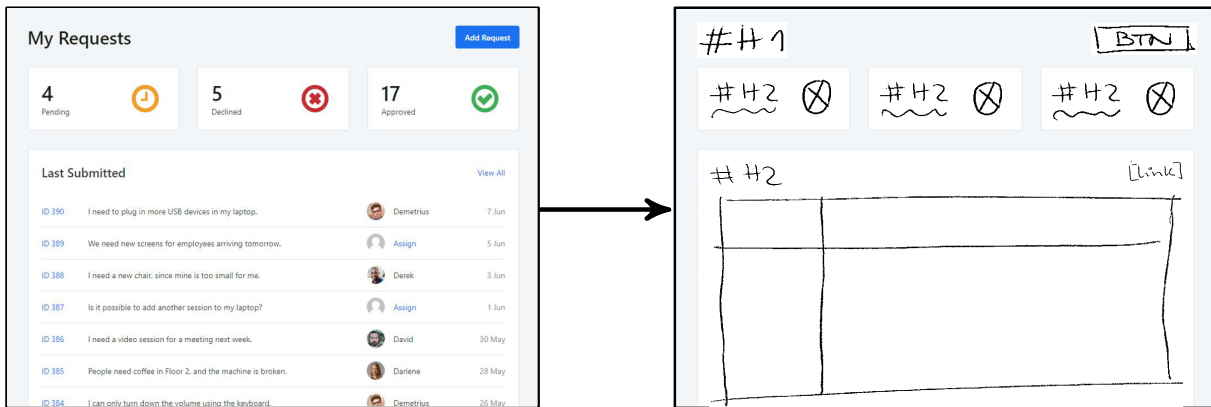 My Requests
Add Request
4
Pending
5
Declined
17
Approved
Last Submitted
View All
ID 390 I need to plug in more USB devices in my laptop. Demetrius 7 Jun
ID 389 We need new screens for employees arriving tomorrow. Assign 5 Jun
ID 388 I need a new chair, since mine is too small for me. Derek 3 Jun
ID 387 Is it possible to add another session to my laptop? Assign 1 Jun
ID 386 I need a video session for a meeting next week. David 30 May
ID 385 People need coffee in Floor 2, and the machine is broken. Darlene 28 May
ID 384 I can only turn down the volume using the keyboard. Demetrius 26 May
#H1
BTN
#H2
#H2
#H2
#H2
[link]